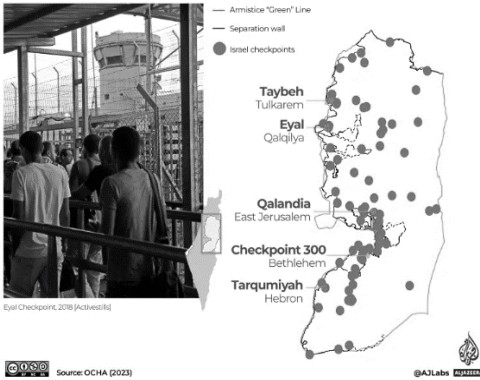 Armistice "Green" Line
Separation wall
Israel checkpoints
Taybeh
Tulkarem
Eyal
Qalqilya
Qalandia
East Jerusalem
Checkpoint 300
Bethlehem
Tarqumiyah
Hebron
Eyal Checkpoint, 2018 [Activestills]
Source: OCHA (2023)
@AJLabs
ALJAZEERA